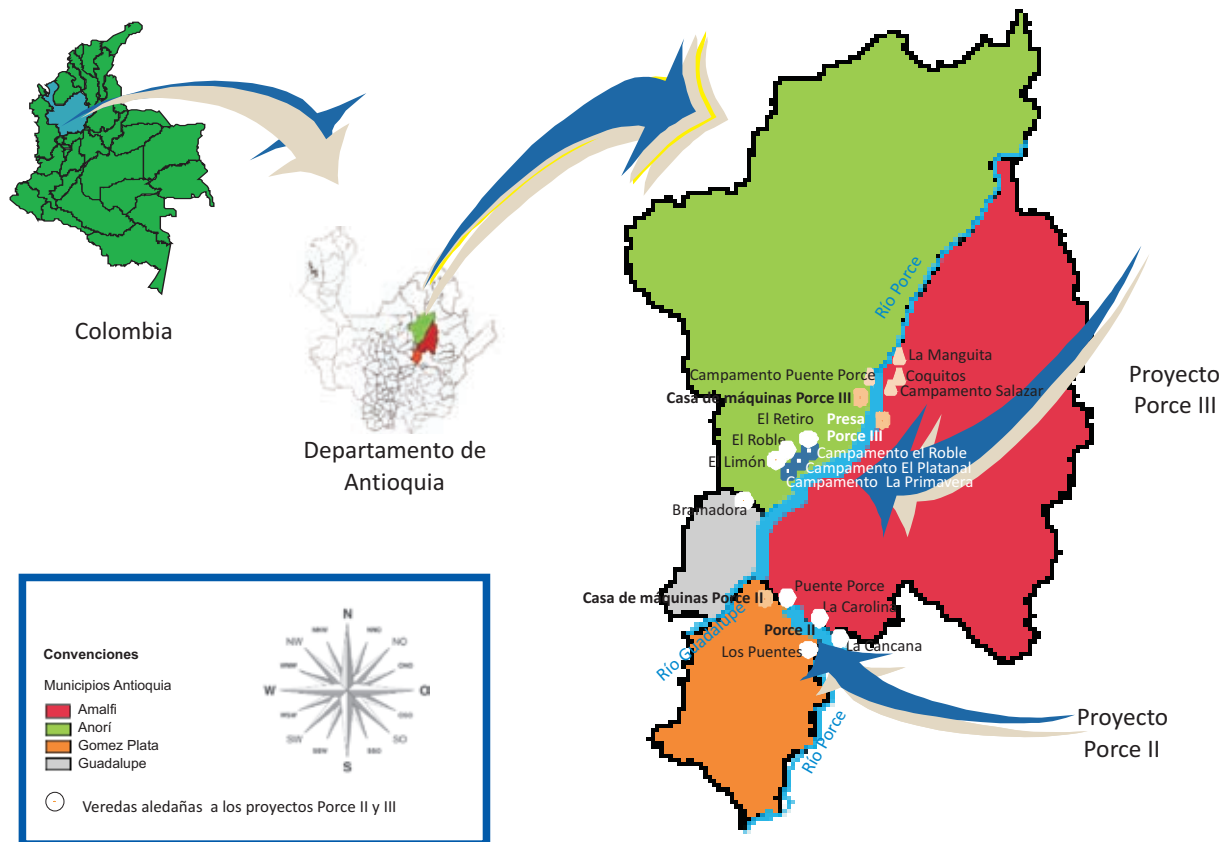 Colombia
Departamento de
Antioquia
Río Porce
La Manguita
Campamento Puente Porce
Coquitos
Casa de máquinas Porce III
Campamento Salazar
El Retiro
Presa
Porce III
El Roble
Campamento el Roble
El Limón
Campamento El Platanal
Campamento La Primavera
Bramadora
Proyecto
Porce III
Puente Porce
Casa de máquinas Porce II
La Carolina
Río Guadalupe
Porce II
Los Puentes
La Cancana
Río Porce
Proyecto
Porce II
Convenciones
Municipios Antioquia
Amalfi
Anorí
Gomez Plata
Guadalupe
Veredas aledañas a los proyectos Porce II y III
N
NW
NO
W
O
SW
SO
S